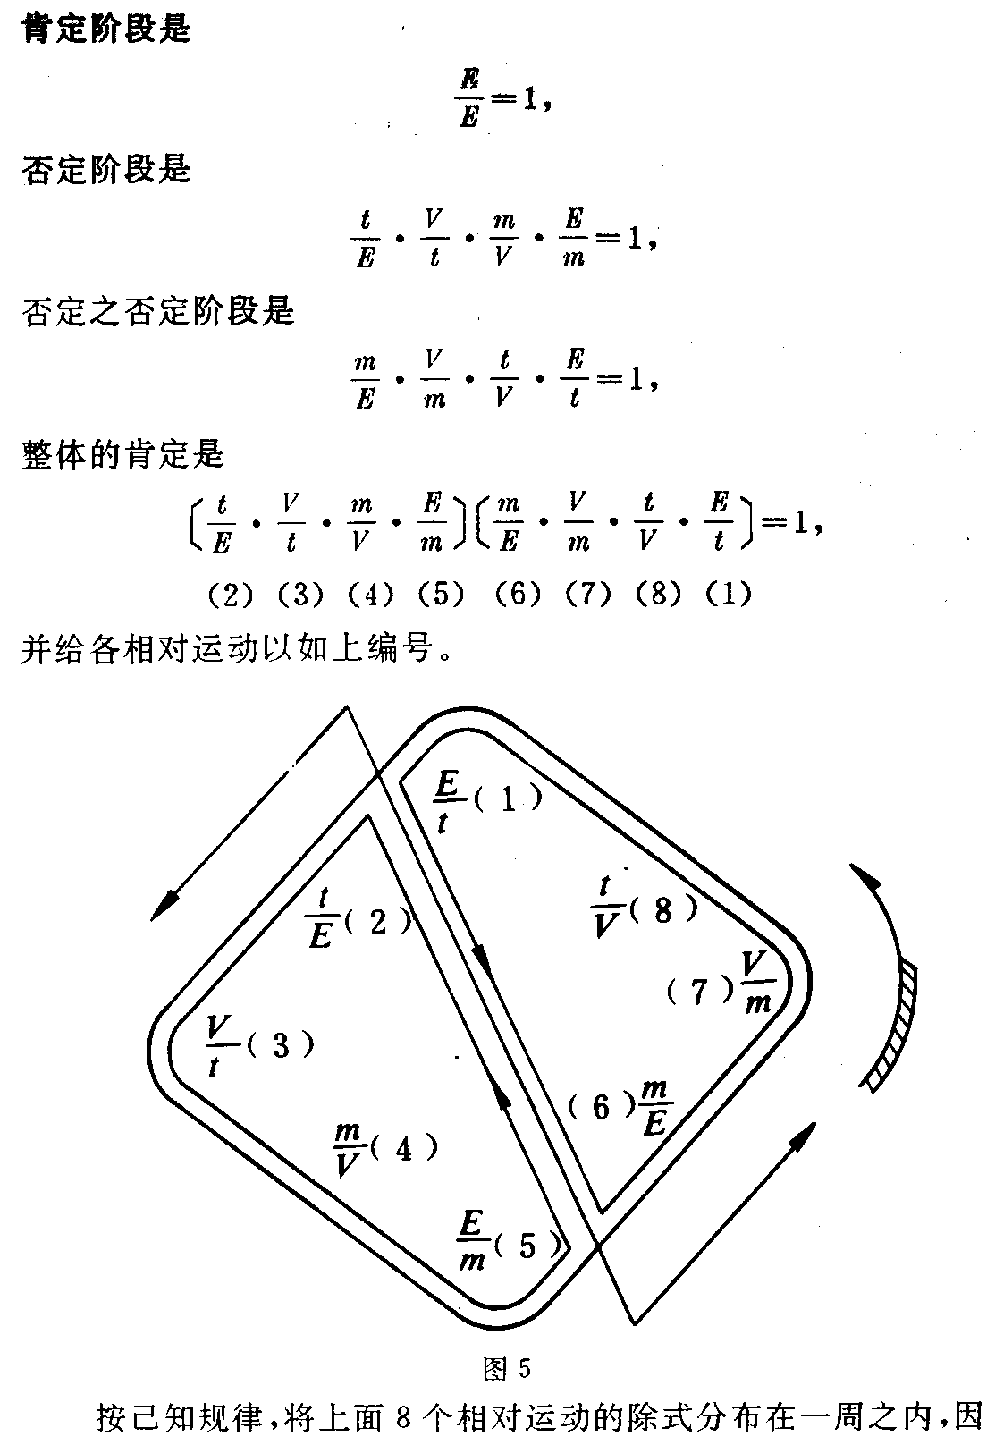 肯定阶段是
E/E=1,
否定阶段是
t/E · V/t · m/V · E/m=1,
否定之否定阶段是
m/E · V/m · t/V · E/t=1,
整体的肯定是
〔t/E · V/t · m/V · E/m〕〔m/E · V/m · t/V · E/t〕=1,
(2) (3) (4) (5) (6) (7) (8) (1)
并给各相对运动以如上编号。
E/t(1)
t/E(2)
t/V(8)
(7)V/m
V/t(3)
(6)m/E
m/V(4)
E/m(5)
图 5
按已知规律,将上面 8 个相对运动的除式分布在一周之内,因